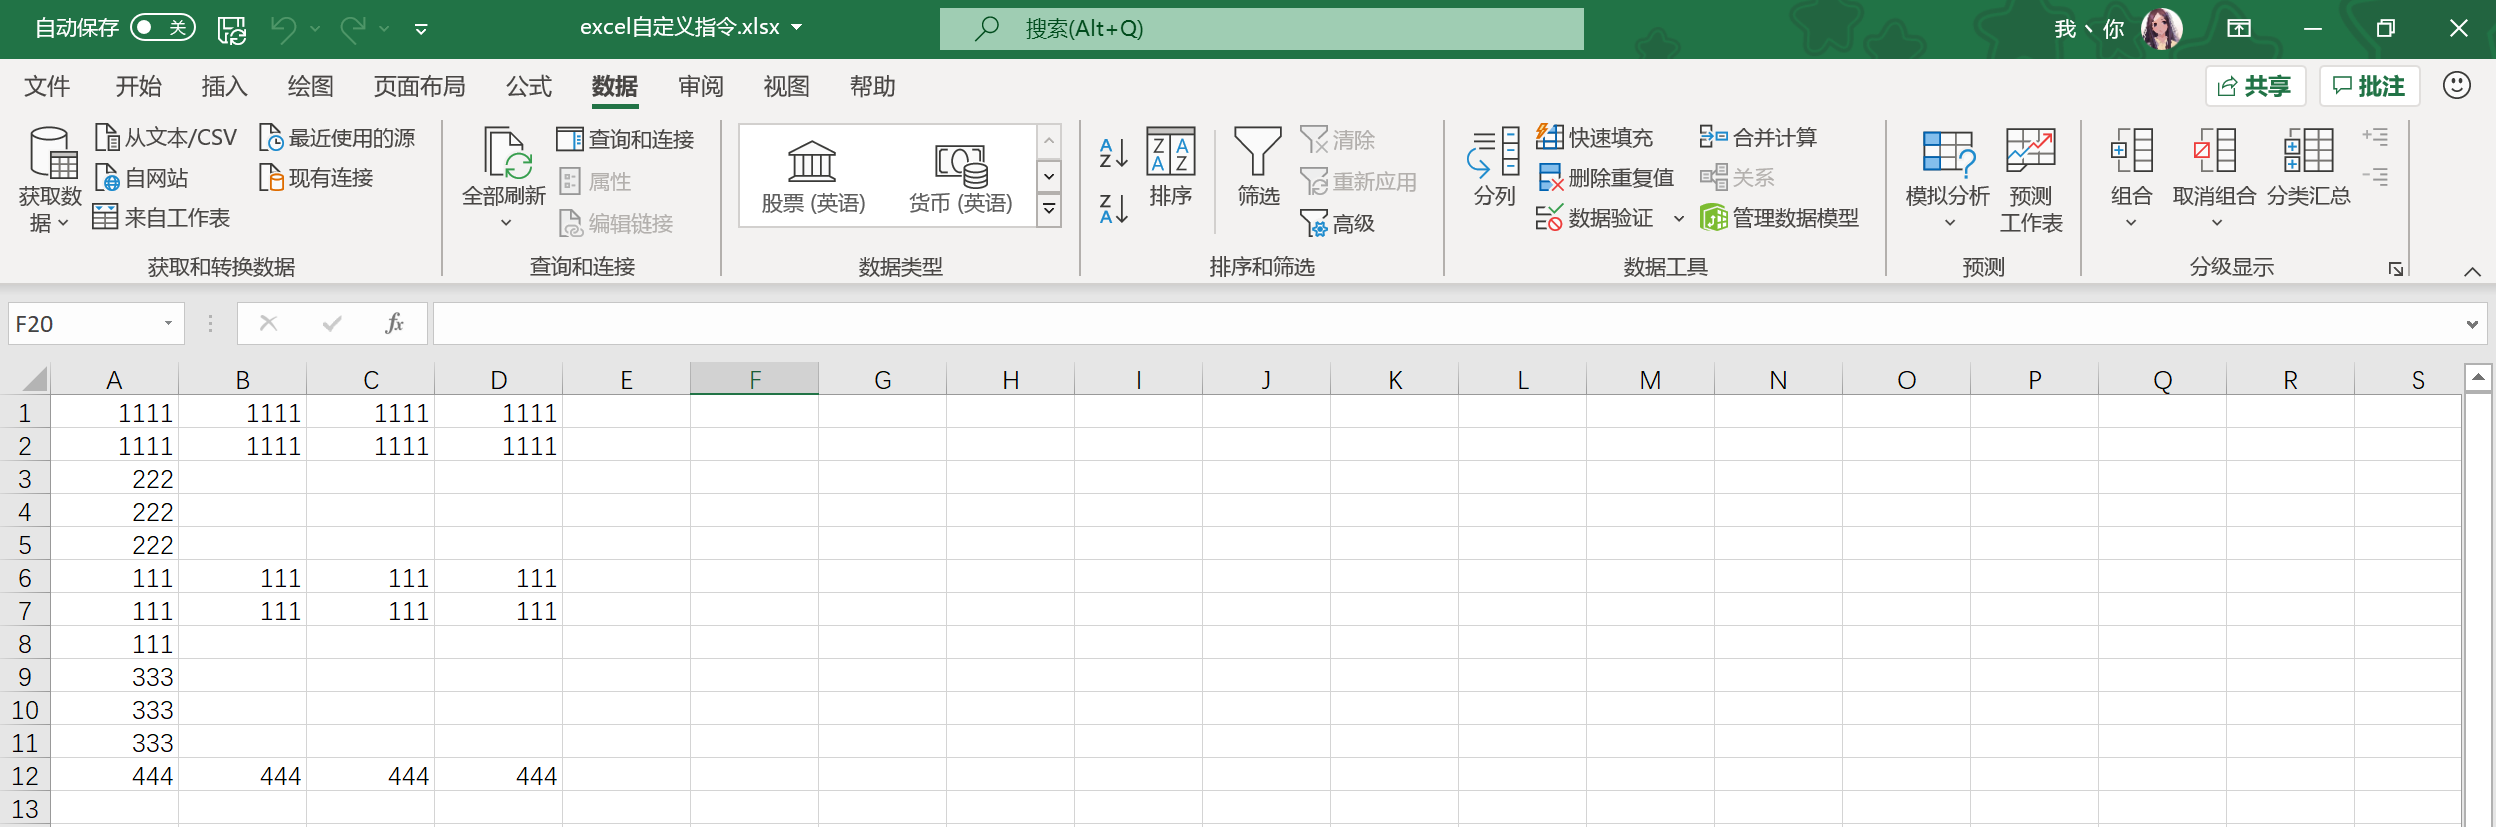 自动保存 关 excel自定义指令.xlsx 搜索(Alt+Q) 我丶你
文件 开始 插入 绘图 页面布局 公式 数据 审阅 视图 帮助 共享 批注
获取数据 从文本/CSV 自网站 来自工作表 最近使用的源 现有连接
全部刷新 查询和连接 属性 编辑链接
股票 (英语) 货币 (英语)
排序 筛选 清除 重新应用 高级
分列 快速填充 删除重复值 数据验证 合并计算 关系 管理数据模型
模拟分析 预测工作表
组合 取消组合 分类汇总
获取和转换数据 查询和连接 数据类型 排序和筛选 数据工具 预测 分级显示
F20 fx
A B C D E F G H I J K L M N O P Q R S
1 1111 1111 1111 1111
2 1111 1111 1111 1111
3 222
4 222
5 222
6 111 111 111 111
7 111 111 111 111
8 111
9 333
10 333
11 333
12 444 444 444 444
13